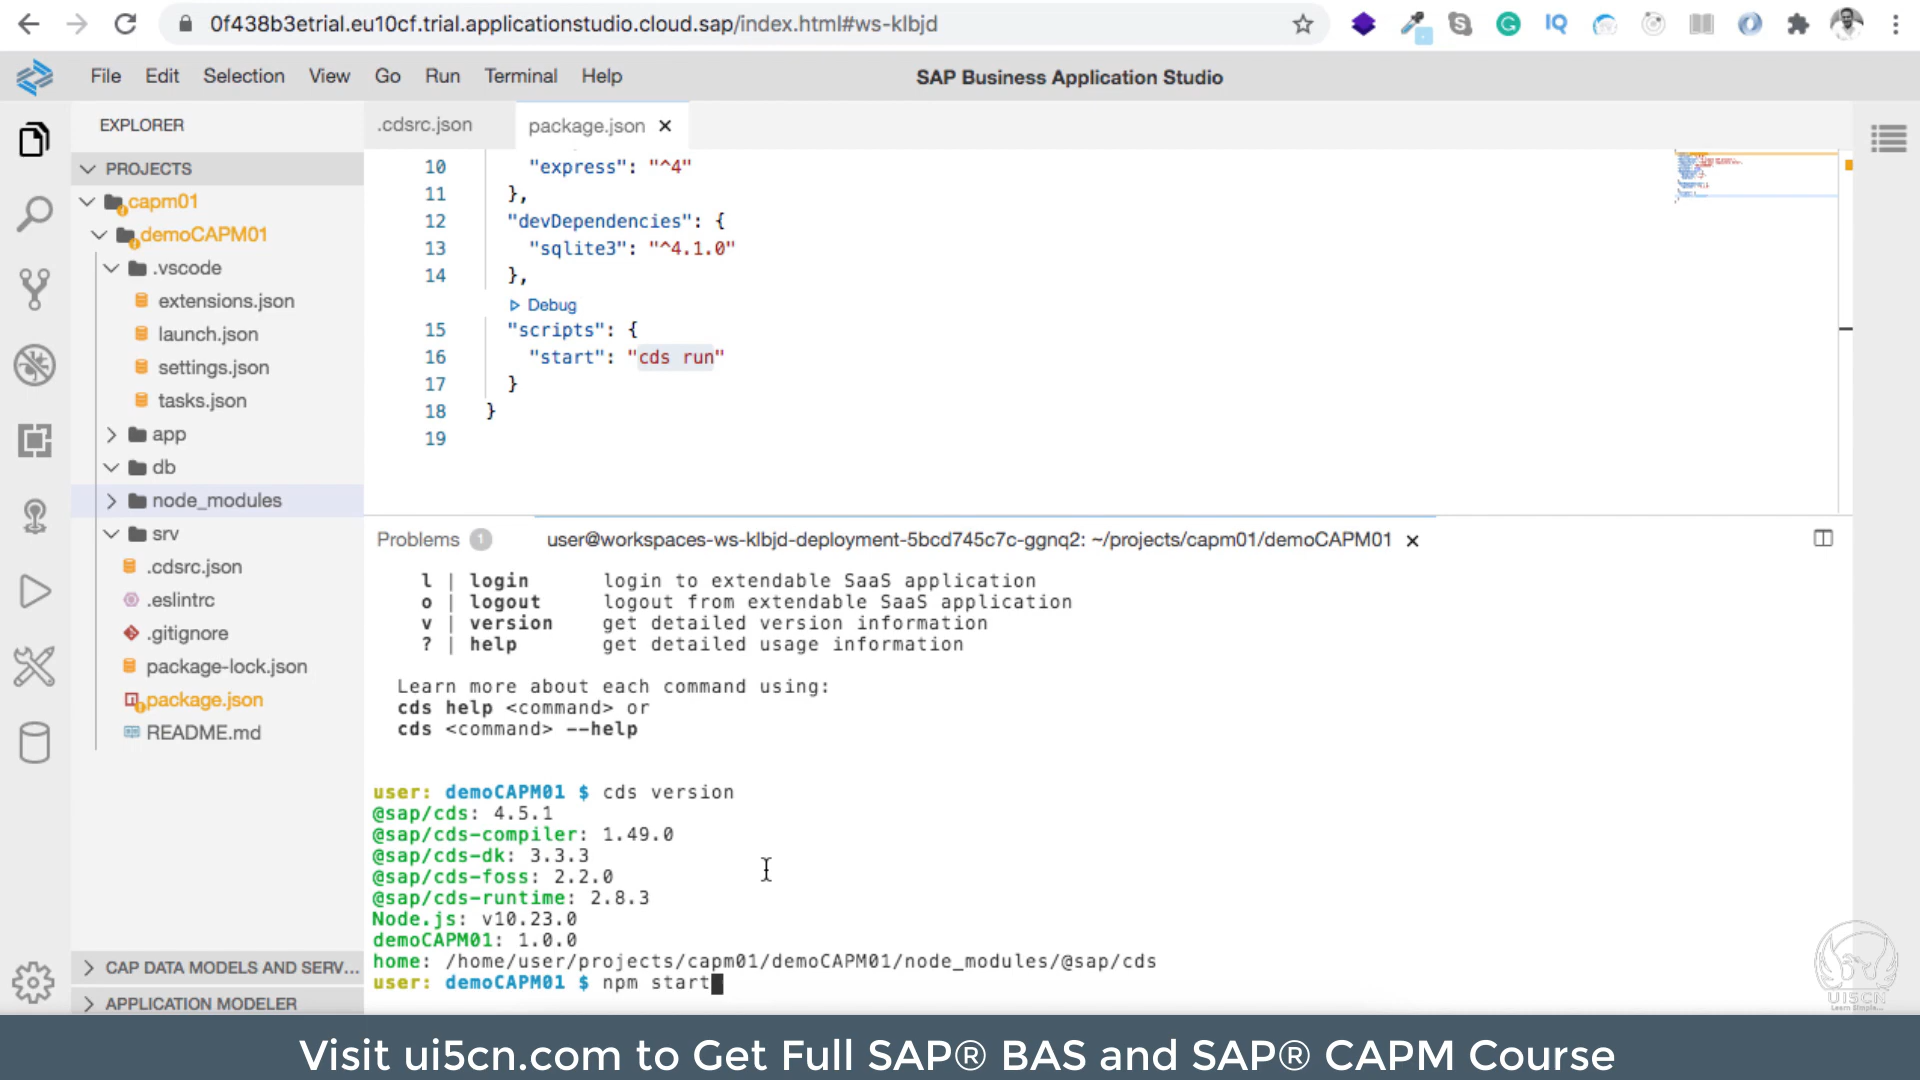 0f438b3etrial.eu10cf.trial.applicationstudio.cloud.sap/index.html#ws-klbjd
File Edit Selection View Go Run Terminal Help
SAP Business Application Studio
EXPLORER
PROJECTS
capm01
demoCAPM01
.vscode
extensions.json
launch.json
settings.json
tasks.json
app
db
node_modules
srv
.cdsrc.json
.eslintrc
.gitignore
package-lock.json
package.json
README.md
CAP DATA MODELS AND SERV...
APPLICATION MODELER
.cdsrc.json
package.json
10 "express": "^4"
11 },
12 "devDependencies": {
13 "sqlite3": "^4.1.0"
14 },
Debug
15 "scripts": {
16 "start": "cds run"
17 }
18 }
19
Problems 1
user@workspaces-ws-klbjd-deployment-5bcd745c7c-ggnq2: ~/projects/capm01/demoCAPM01
l | login login to extendable SaaS application
o | logout logout from extendable SaaS application
v | version get detailed version information
? | help get detailed usage information
Learn more about each command using:
cds help <command> or
cds <command> --help
user: demoCAPM01 $ cds version
@sap/cds: 4.5.1
@sap/cds-compiler: 1.49.0
@sap/cds-dk: 3.3.3
@sap/cds-foss: 2.2.0
@sap/cds-runtime: 2.8.3
Node.js: v10.23.0
demoCAPM01: 1.0.0
home: /home/user/projects/capm01/demoCAPM01/node_modules/@sap/cds
user: demoCAPM01 $ npm start
UI5CN
Learn Simple...
Visit ui5cn.com to Get Full SAP® BAS and SAP® CAPM Course